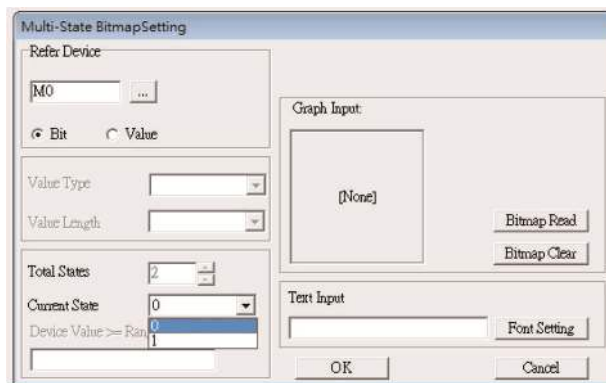 Multi-State BitmapSetting
Refer Device
M0
...
Bit
Value
Value Type
Value Length
Total States
2
Current State
0
0
1
Device Value >= Ran
Graph Input:
[None]
Bitmap Read
Bitmap Clear
Text Input
Font Setting
OK
Cancel